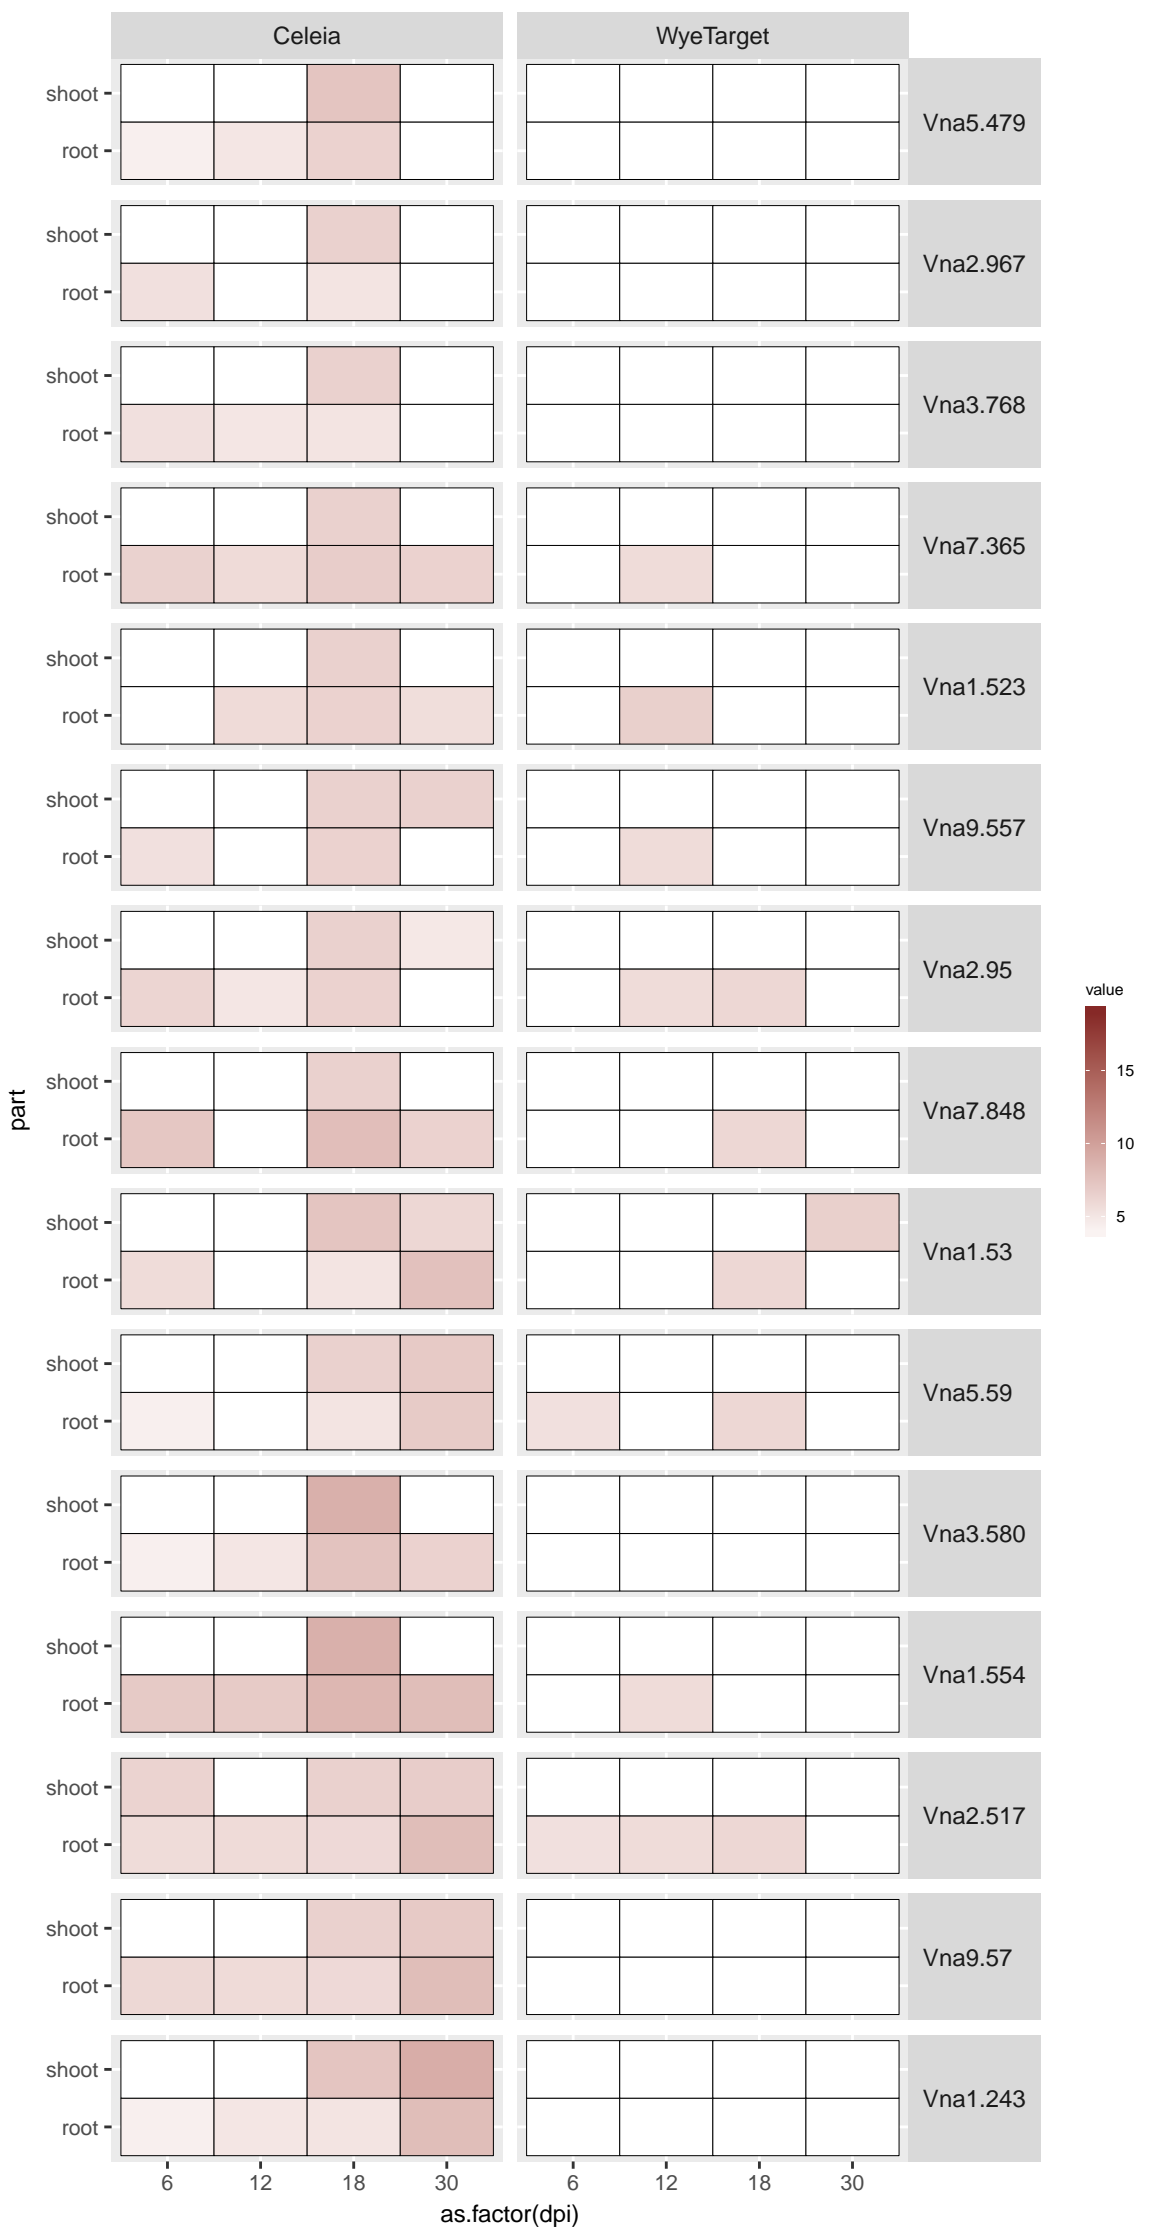 Celeia WyeTarget
shoot
root
Vna5.479
shoot
root
Vna2.967
shoot
root
Vna3.768
shoot
root
Vna7.365
shoot
root
Vna1.523
shoot
root
Vna9.557
shoot
root
Vna2.95
shoot
root
Vna7.848
shoot
root
Vna1.53
shoot
root
Vna5.59
shoot
root
Vna3.580
shoot
root
Vna1.554
shoot
root
Vna2.517
shoot
root
Vna9.57
shoot
root
Vna1.243
6 12 18 30 6 12 18 30
as.factor(dpi)
part
value
15
10
5